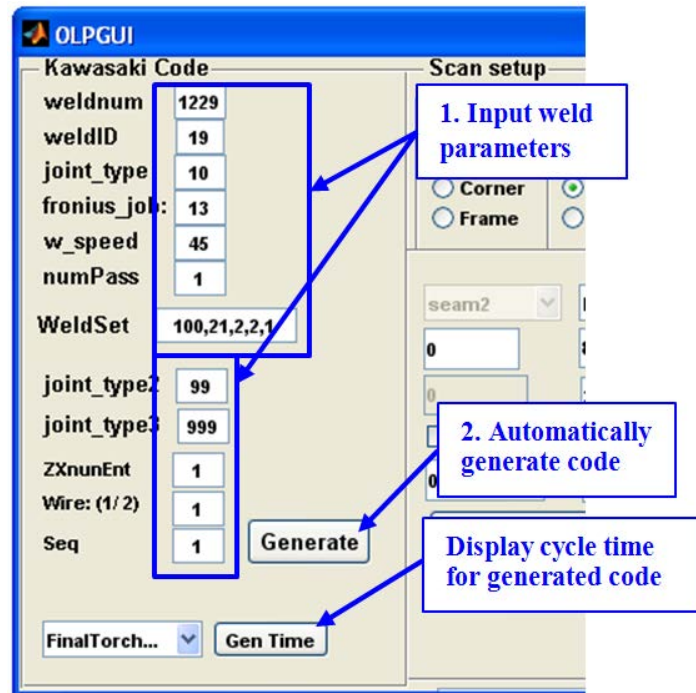 OLPGUI
Kawasaki Code
weldnum 1229
weldID 19
joint_type 10
fronius_job: 13
w_speed 45
numPass 1
WeldSet 100,21,2,2,1
joint_type2 99
joint_type3 999
ZXnunEnt 1
Wire: (1/ 2) 1
Seq 1
Generate
FinalTorch...
Gen Time
Scan setup
1. Input weld
parameters
Corner
Frame
seam2
0
0
2. Automatically
generate code
0
Display cycle time
for generated code